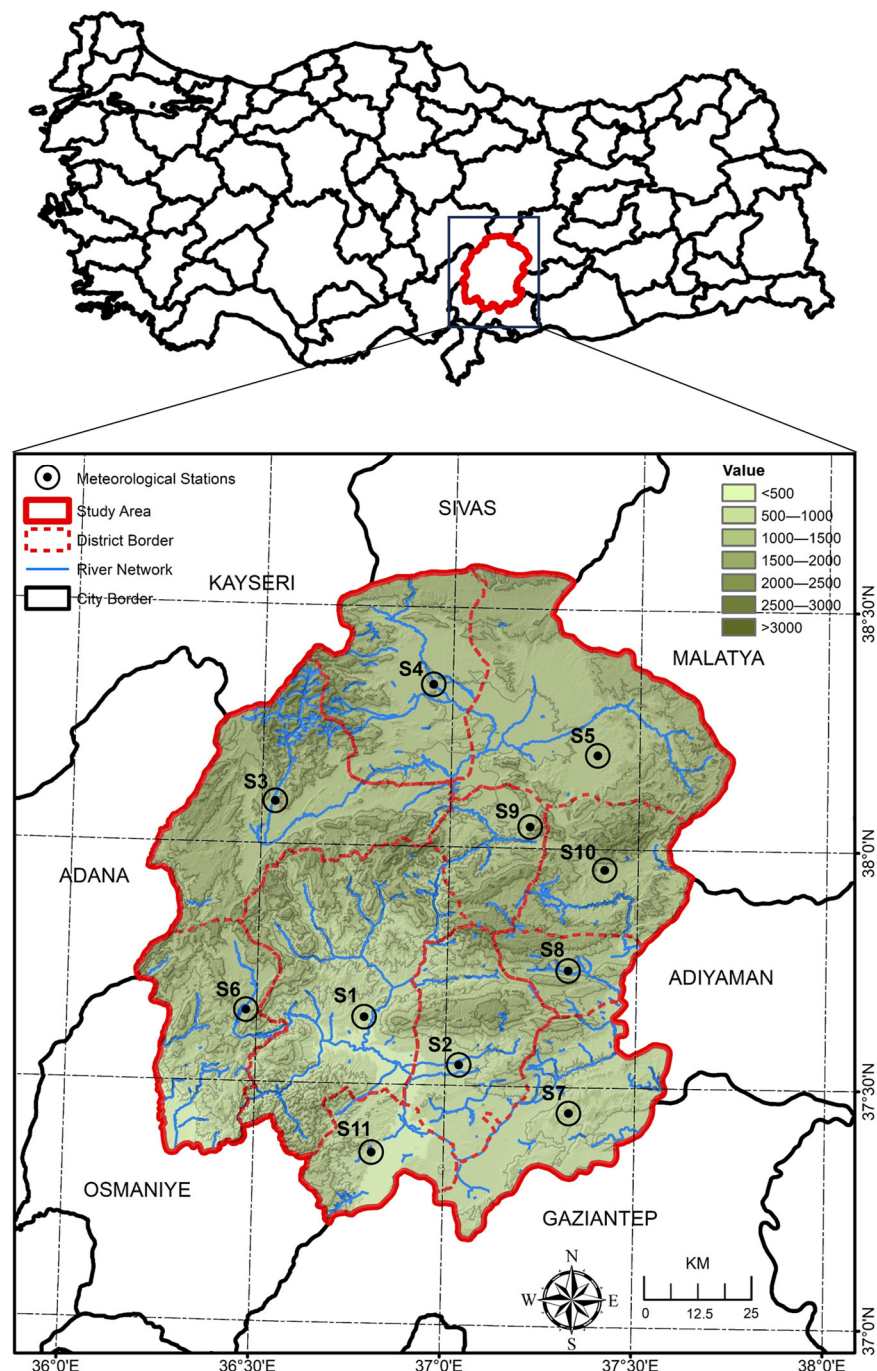 Meteorological Stations
Study Area
District Border
River Network
City Border
Value
<500
500—1000
1000—1500
1500—2000
2000—2500
2500—3000
>3000
SIVAS
KAYSERI
MALATYA
ADANA
ADIYAMAN
OSMANIYE
GAZIANTEP
S4
S5
S3
S9
S10
S8
S6
S1
S2
S7
S11
38°30'N
38°0'N
37°30'N
37°0'N
N
W
E
S
KM
0
12.5
25
36°0'E
36°30'E
37°0'E
37°30'E
38°0'E